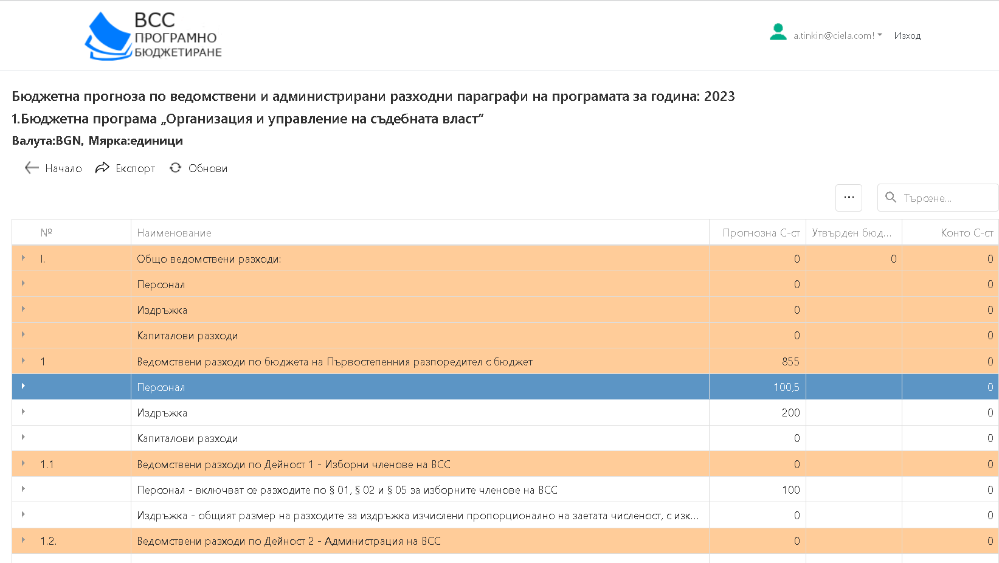 ВСС
ПРОГРАМНО
БЮДЖЕТИРАНЕ
a.tinkin@ciela.com! Изход
Бюджетна прогноза по ведомствени и администрирани разходни параграфи на програмата за година: 2023
1.Бюджетна програма „Организация и управление на съдебната власт“
Валута:BGN, Мярка:единици
Начало Експорт Обнови
... Търсене...
№ Наименование Прогнозна С-ст Утвърден бюд... Конто С-ст
I. Общо ведомствени разходи: 0 0 0
Персонал 0 0
Издръжка 0 0
Капиталови разходи 0 0
1 Ведомствени разходи по бюджета на Първостепенния разпоредител с бюджет 855 0
Персонал 100,5 0
Издръжка 200 0
Капиталови разходи 0 0
1.1 Ведомствени разходи по Дейност 1 - Изборни членове на ВСС 0 0
Персонал - включват се разходите по § 01, § 02 и § 05 за изборните членове на ВСС 100 0
Издръжка - общият размер на разходите за издръжка изчислени пропорционално на заетата численост, с изк... 0 0
1.2. Ведомствени разходи по Дейност 2 - Администрация на ВСС 0 0